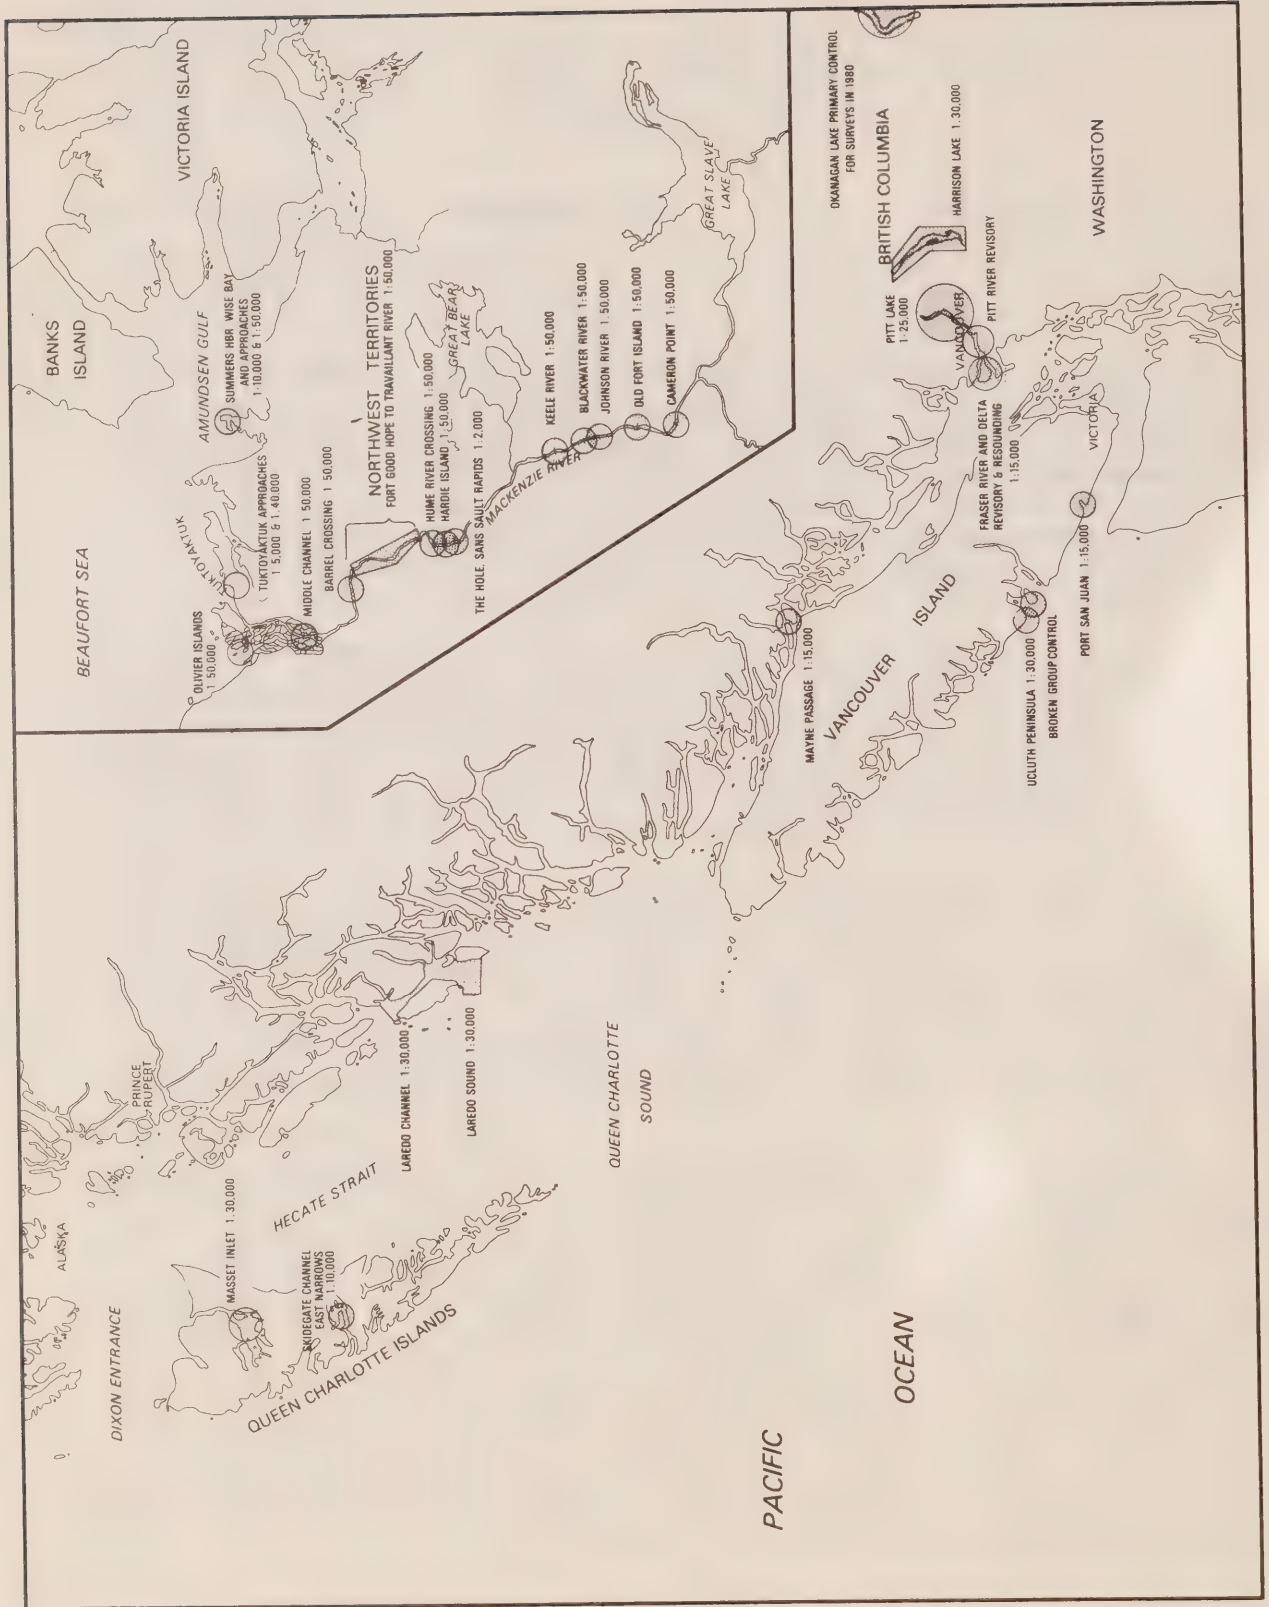 BEAUFORT SEA
BANKS
ISLAND
VICTORIA ISLAND
AMUNDSEN GULF
SUMMERS HBR WISE BAY
AND APPROACHES
1:10,000 & 1:50,000
TUKTOYAKTUK
TUKTOYAKTUK APPROACHES
1 5,000 & 1:40,000
OLIVIER ISLANDS
1 50,000
MIDDLE CHANNEL 1 50,000
BARREL CROSSING 1 50,000
NORTHWEST TERRITORIES
FORT GOOD HOPE TO TRAVAILLANT RIVER 1:50,000
HUME RIVER CROSSING 1:50,000
HARDIE ISLAND 1:50,000
GREAT BEAR
LAKE
THE HOLE, SANS SAULT RAPIDS 1:2,000
MACKENZIE RIVER
KEELE RIVER 1:50,000
BLACKWATER RIVER 1:50,000
JOHNSON RIVER 1:50,000
OLD FORT ISLAND 1:50,000
CAMERON POINT 1:50,000
GREAT SLAVE
LAKE
OKANAGAN LAKE PRIMARY CONTROL
FOR SURVEYS IN 1980
BRITISH COLUMBIA
PITT LAKE
1:25,000
HARRISON LAKE 1:30,000
VANCOUVER
PITT RIVER REVISORY
FRASER RIVER AND DELTA
REVISORY & RESOUNDING
1:15,000
WASHINGTON
VICTORIA
PORT SAN JUAN 1:15,000
UCLUTH PENINSULA 1:30,000
BROKEN GROUP CONTROL
MAYNE PASSAGE 1:15,000
VANCOUVER
ISLAND
ALASKA
PRINCE
RUPERT
DIXON ENTRANCE
MASSET INLET 1:30,000
HECATE STRAIT
SKIDEGATE CHANNEL
EAST NARROWS
1:10,000
QUEEN CHARLOTTE ISLANDS
LAREDO CHANNEL 1:30,000
LAREDO SOUND 1:30,000
QUEEN CHARLOTTE
SOUND
PACIFIC
OCEAN